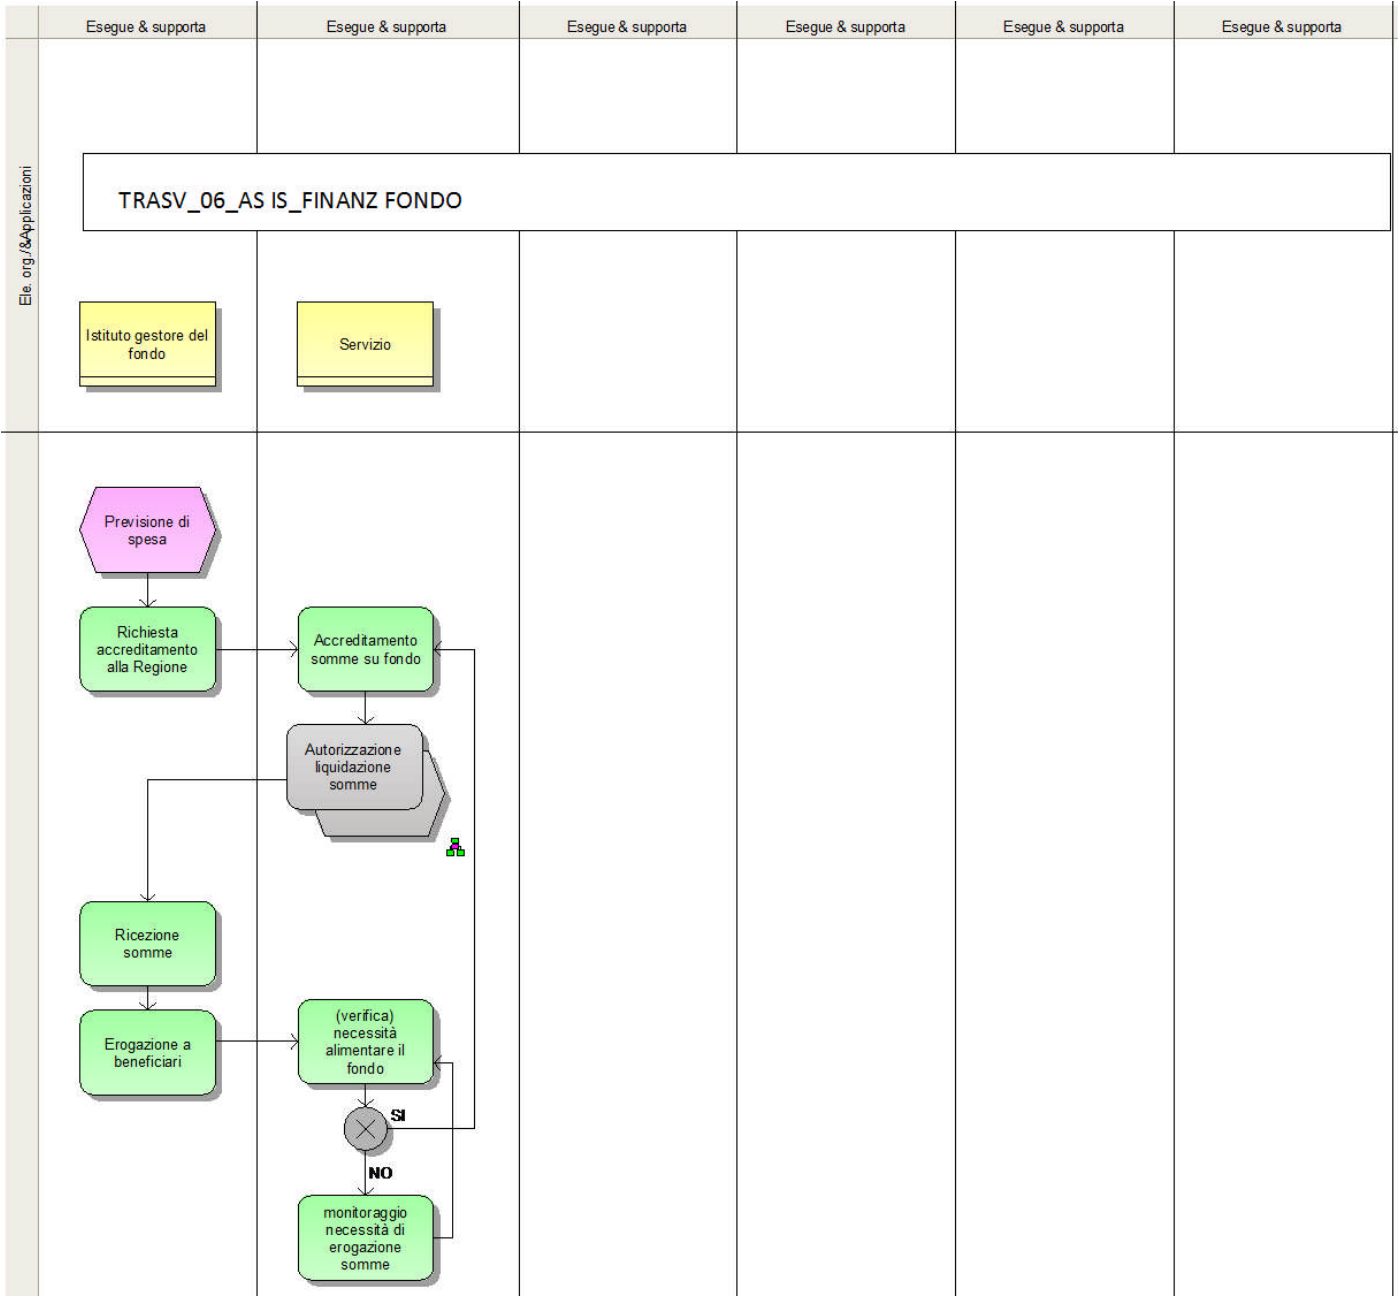 Esegue & supporta
Esegue & supporta
Esegue & supporta
Esegue & supporta
Esegue & supporta
Esegue & supporta
Ele. org./&Applicazioni
TRASV_06_AS IS_FINANZ FONDO
Istituto gestore del
fondo
Servizio
Previsione di
spesa
Richiesta
accreditamento
alla Regione
Accreditamento
somme su fondo
Autorizzazione
liquidazione
somme
Ricezione
somme
Erogazione a
beneficiari
(verifica)
necessità
alimentare il
fondo
SI
NO
monitoraggio
necessità di
erogazione
somme